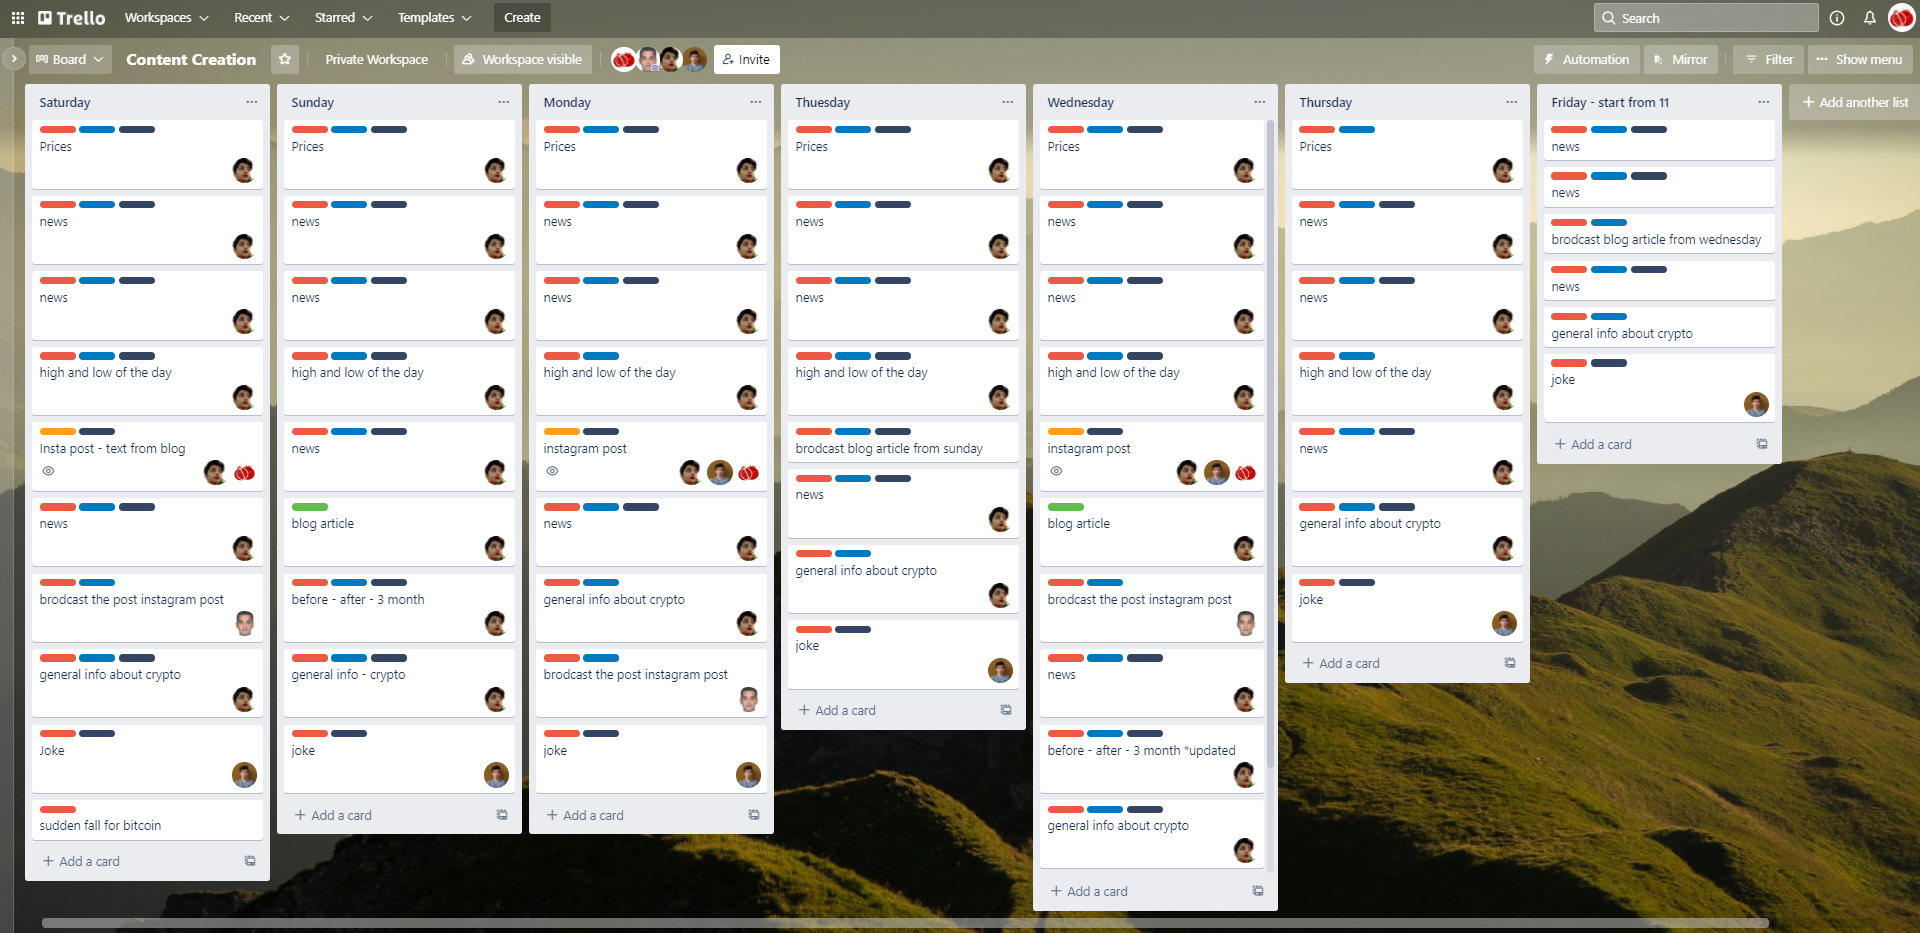 Trello
Workspaces
Recent
Starred
Templates
Create
Search
Board
Content Creation
Private Workspace
Workspace visible
Invite
Automation
Mirror
Filter
Show menu
Saturday
Prices
news
news
high and low of the day
Insta post - text from blog
news
brodcast the post instagram post
general info about crypto
Joke
sudden fall for bitcoin
Add a card
Sunday
Prices
news
news
high and low of the day
news
blog article
before - after - 3 month
general info - crypto
joke
Add a card
Monday
Prices
news
news
high and low of the day
instagram post
news
general info about crypto
brodcast the post instagram post
joke
Add a card
Thuesday
Prices
news
news
high and low of the day
brodcast blog article from sunday
news
general info about crypto
joke
Add a card
Wednesday
Prices
news
news
high and low of the day
instagram post
blog article
brodcast the post instagram post
news
before - after - 3 month *updated
general info about crypto
Add a card
Thursday
Prices
news
news
high and low of the day
news
general info about crypto
joke
Add a card
Friday - start from 11
news
news
brodcast blog article from wednesday
news
general info about crypto
joke
Add a card
Add another list